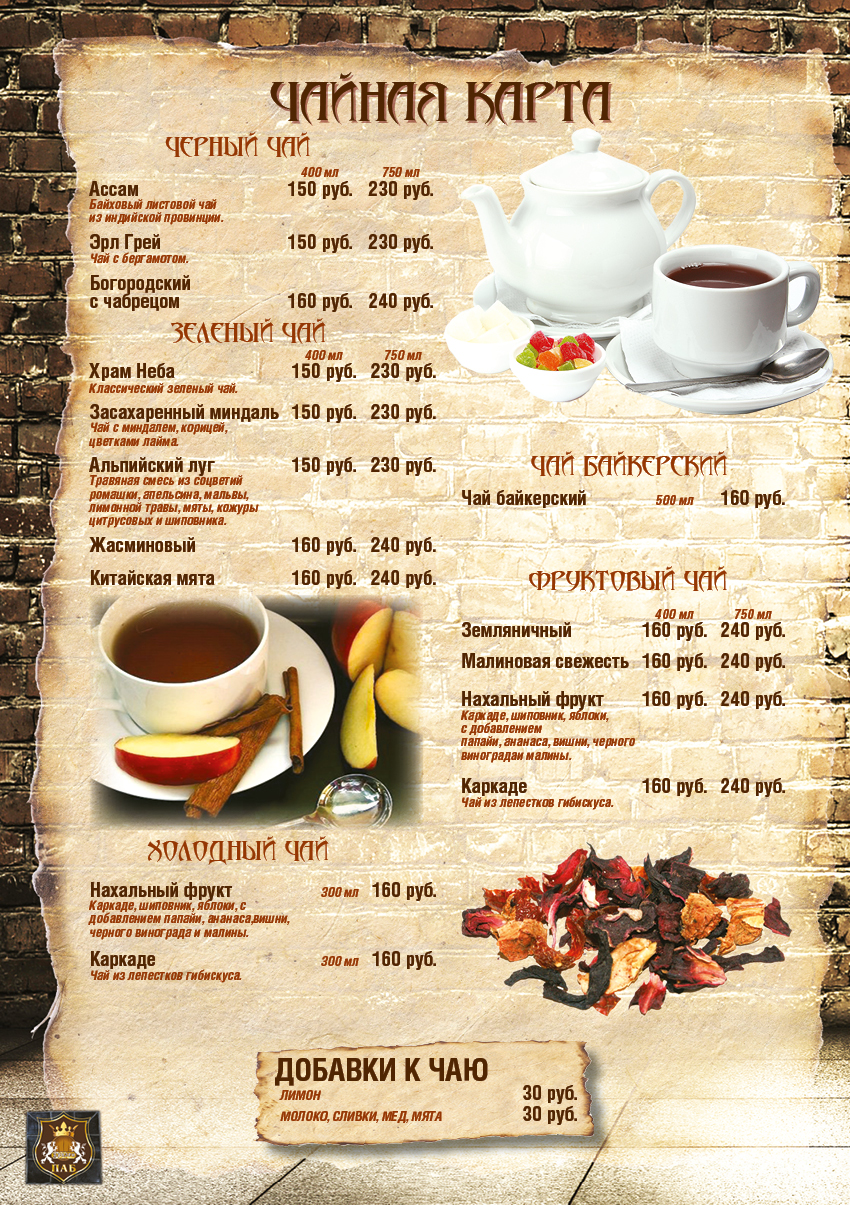 ЧАЙНАЯ КАРТА
ЧЕРНЫЙ ЧАЙ
400 мл 750 мл
Ассам 150 руб. 230 руб.
Байховый листовой чай
из индийской провинции.
Эрл Грей 150 руб. 230 руб.
Чай с бергамотом.
Богородский
с чабрецом 160 руб. 240 руб.
ЗЕЛЕНЫЙ ЧАЙ
400 мл 750 мл
Храм Неба 150 руб. 230 руб.
Классический зеленый чай.
Засахаренный миндаль 150 руб. 230 руб.
Чай с миндалем, корицей,
цветками лайма.
Альпийский луг 150 руб. 230 руб.
Травяная смесь из соцветий
ромашки, апельсина, мальвы,
лимонной травы, мяты, кожуры
цитрусовых и шиповника.
Жасминовый 160 руб. 240 руб.
Китайская мята 160 руб. 240 руб.
ХОЛОДНЫЙ ЧАЙ
Нахальный фрукт 300 мл 160 руб.
Каркаде, шиповник, яблоки, с
добавлением папайи, ананаса,вишни,
черного винограда и малины.
Каркаде 300 мл 160 руб.
Чай из лепестков гибискуса.
ЧАЙ БАЙКЕРСКИЙ
Чай байкерский 500 мл 160 руб.
ФРУКТОВЫЙ ЧАЙ
400 мл 750 мл
Земляничный 160 руб. 240 руб.
Малиновая свежесть 160 руб. 240 руб.
Нахальный фрукт 160 руб. 240 руб.
Каркаде, шиповник, яблоки,
с добавлением
папайи, ананаса, вишни, черного
виноградаи малины.
Каркаде 160 руб. 240 руб.
Чай из лепестков гибискуса.
ДОБАВКИ К ЧАЮ
ЛИМОН 30 руб.
МОЛОКО, СЛИВКИ, МЕД, МЯТА 30 руб.
ПАБ